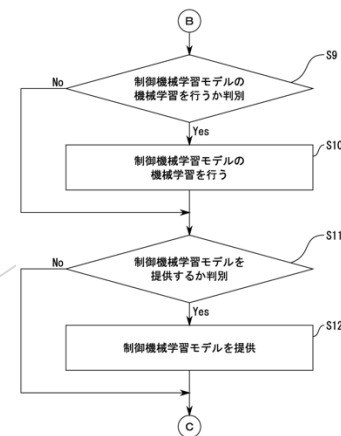 B
S9
制御機械学習モデルの
機械学習を行うか判別
No
Yes
S10
制御機械学習モデルの
機械学習を行う
S11
制御機械学習モデルを
提供するか判別
No
Yes
S12
制御機械学習モデルを提供
C